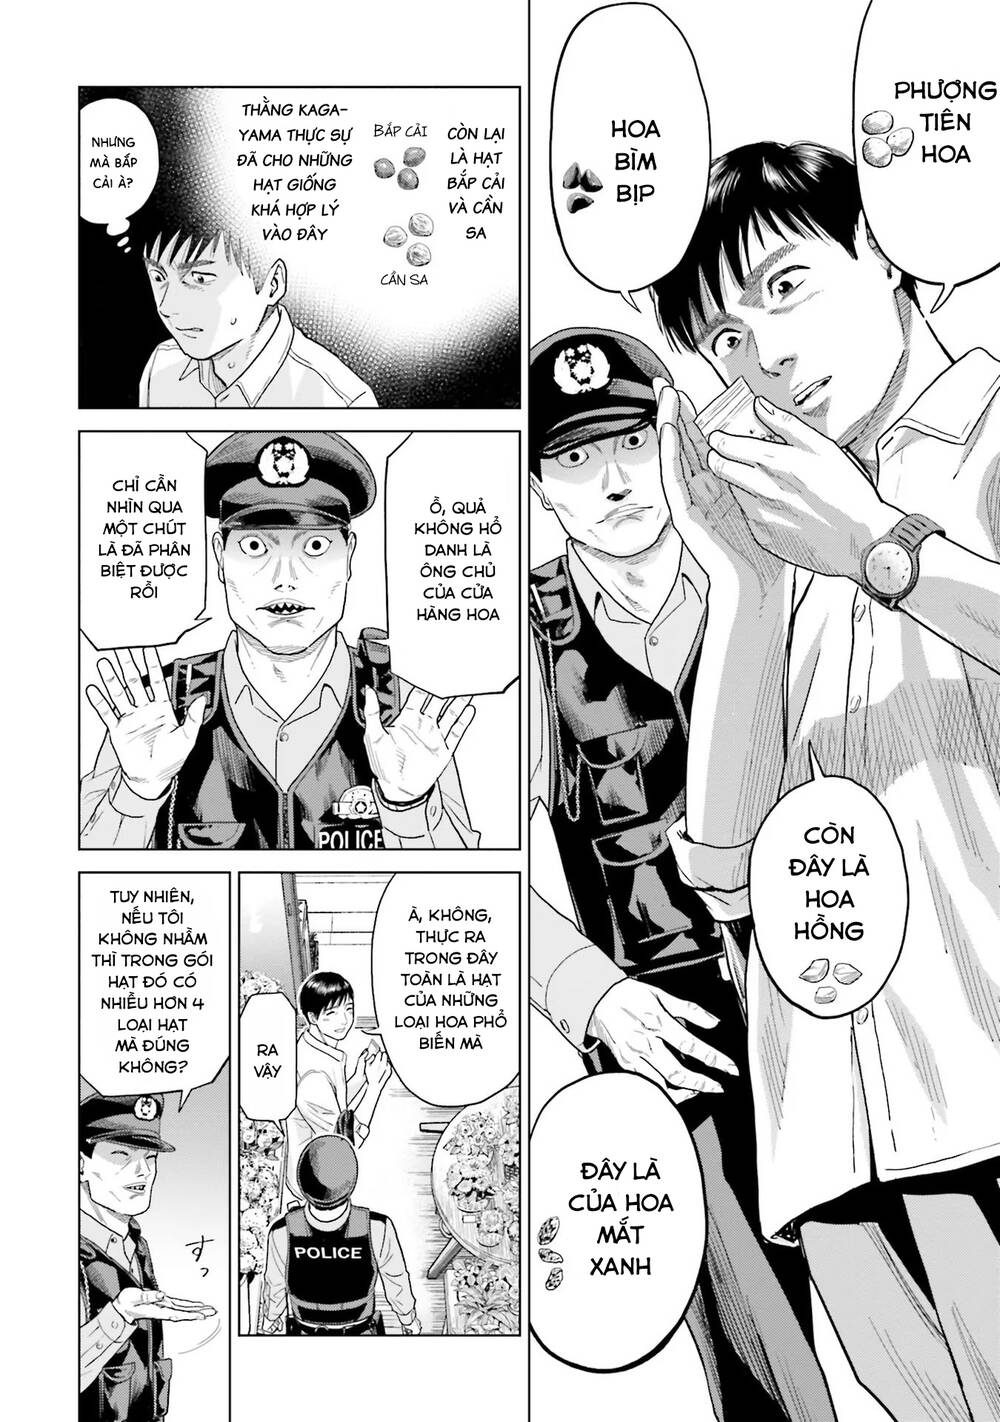 PHƯỢNG
TIÊN
HOA
HOA
BÌM
BỊP
CÒN
ĐÂY LÀ
HOA
HỒNG
ĐÂY LÀ
CỦA HOA
MẮT
XANH
CÒN LẠI
LÀ HẠT
BẮP CẢI
VÀ CẦN
SA
BẮP CẢI
CẦN SA
THẰNG KAGA-
YAMA THỰC SỰ
ĐÃ CHO NHỮNG
HẠT GIỐNG
KHÁ HỢP LÝ
VÀO ĐÂY
NHƯNG
MÀ BẮP
CẢI À?
Ồ, QUẢ
KHÔNG HỔ
DANH LÀ
ÔNG CHỦ
CỦA CỬA
HÀNG HOA
CHỈ CẦN
NHÌN QUA
MỘT CHÚT
LÀ ĐÃ PHÂN
BIỆT ĐƯỢC
RỒI
POLICE
À, KHÔNG,
THỰC RA
TRONG ĐÂY
TOÀN LÀ HẠT
CỦA NHỮNG
LOẠI HOA PHỔ
BIẾN MÀ
RA
VẬY
POLICE
TUY NHIÊN,
NẾU TÔI
KHÔNG NHẦM
THÌ TRONG GÓI
HẠT ĐÓ CÓ
NHIỀU HƠN 4
LOẠI HẠT
MÀ ĐÚNG
KHÔNG?
すっ